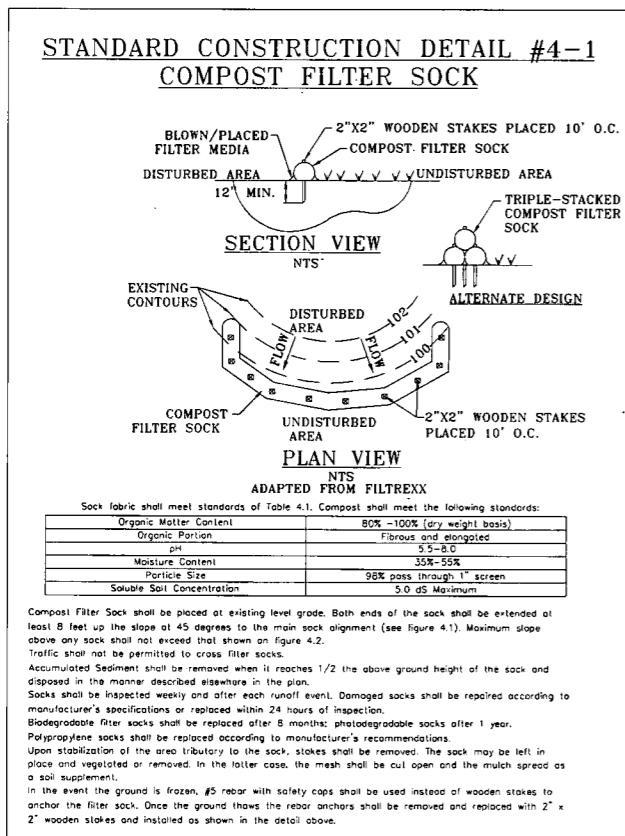 STANDARD CONSTRUCTION DETAIL #4-1
COMPOST FILTER SOCK
BLOWN/PLACED
FILTER MEDIA
2"X2" WOODEN STAKES PLACED 10' O.C.
COMPOST FILTER SOCK
DISTURBED AREA
UNDISTURBED AREA
12" MIN.
SECTION VIEW
NTS
TRIPLE-STACKED
COMPOST FILTER
SOCK
ALTERNATE DESIGN
EXISTING
CONTOURS
DISTURBED
AREA
102
101
100
FLOW
FLOW
COMPOST
FILTER SOCK
UNDISTURBED
AREA
2"X2" WOODEN STAKES
PLACED 10' O.C.
PLAN VIEW
NTS
ADAPTED FROM FILTREXX
Sock fabric shall meet standards of Table 4.1. Compost shall meet the following standards:
Organic Matter Content 80% -100% (dry weight basis)
Organic Portion Fibrous and elongated
pH 5.5-8.0
Moisture Content 35%-55%
Particle Size 98% pass through 1" screen
Soluble Salt Concentration 5.0 dS Maximum
Compost Filter Sock shall be placed at existing level grade. Both ends of the sock shall be extended at
least 8 feet up the slope at 45 degrees to the main sock alignment (see Figure 4.1). Maximum slope
above any sock shall not exceed that shown on Figure 4.2.
Traffic shall not be permitted to cross filter socks.
Accumulated Sediment shall be removed when it reaches 1/2 the above ground height of the sock and
disposed in the manner described elsewhere in the plan.
Socks shall be inspected weekly and after each runoff event. Damaged socks shall be repaired according to
manufacturer's specifications or replaced within 24 hours of inspection.
Biodegradable filter socks shall be replaced after 6 months; photodegradable socks after 1 year.
Polypropylene socks shall be replaced according to manufacturer's recommendations.
Upon stabilization of the area tributary to the sock, stakes shall be removed. The sock may be left in
place and vegetated or removed. In the latter case, the mesh shall be cut open and the mulch spread as
a soil supplement.
In the event the ground is frozen, #5 rebar with safety caps shall be used instead of wooden stakes to
anchor the filter sock. Once the ground thaws the rebar anchors shall be removed and replaced with 2" x
2" wooden stakes and installed as shown in the detail above.